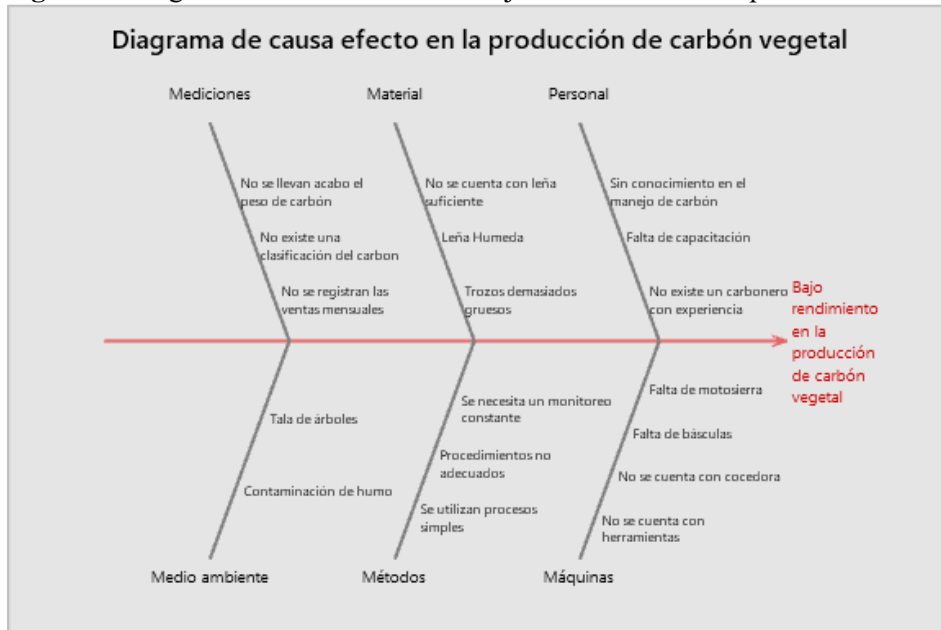 Diagrama de causa efecto en la producción de carbón vegetal
Mediciones
Material
Personal
No se llevan acabo el
peso de carbón
No existe una
clasificación del carbon
No se registran las
ventas mensuales
No se cuenta con leña
suficiente
Leña Humeda
Trozos demasiados
gruesos
Sin conocimiento en el
manejo de carbón
Falta de capacitación
No existe un carbonero
con experiencia
Bajo
rendimiento
en la
producción
de carbón
vegetal
Tala de árboles
Contaminación de humo
Se necesita un monitoreo
constante
Procedimientos no
adecuados
Se utilizan procesos
simples
Falta de motosierra
Falta de básculas
No se cuenta con cocedora
No se cuenta con
herramientas
Medio ambiente
Métodos
Máquinas